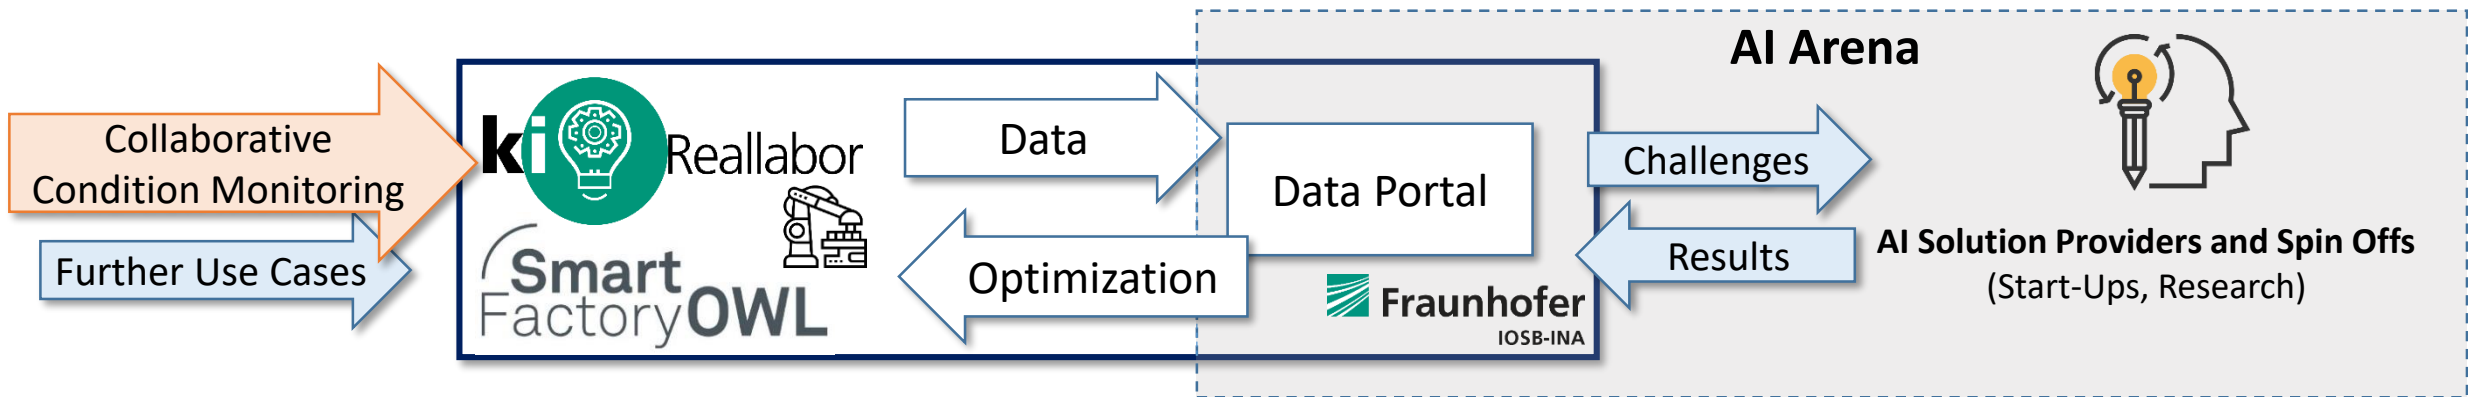 AI Arena
Collaborative
Condition Monitoring
Further Use Cases
ki Reallabor
Smart
FactoryOWL
Data
Optimization
Data Portal
Fraunhofer
IOSB-INA
Challenges
Results
AI Solution Providers and Spin Offs
(Start-Ups, Research)